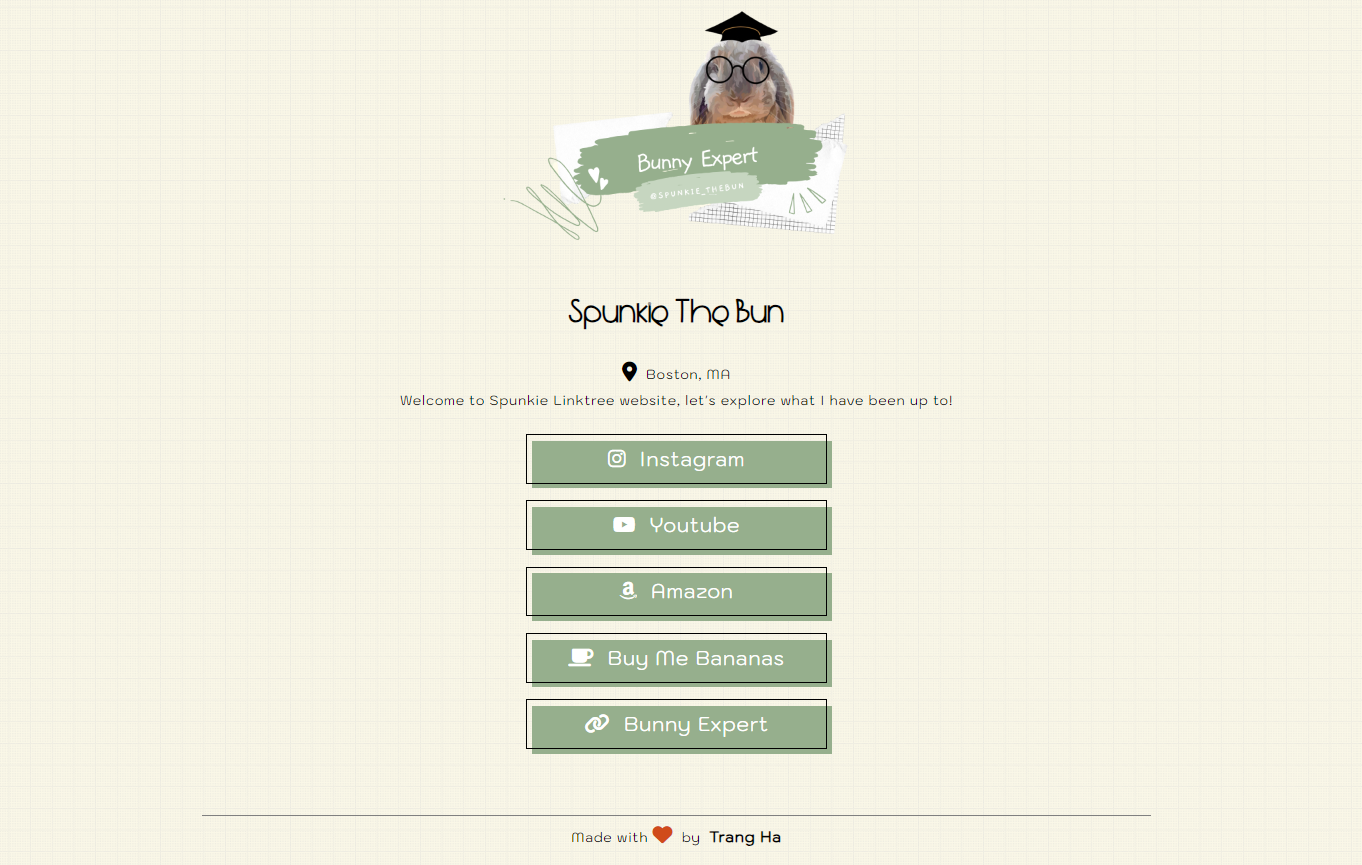 Bunny Expert
@SPUNKIE_THEBUN
Spunkie The Bun
Boston, MA
Welcome to Spunkie Linktree website, let's explore what I have been up to!
Instagram
Youtube
Amazon
Buy Me Bananas
Bunny Expert
Made with by Trang Ha